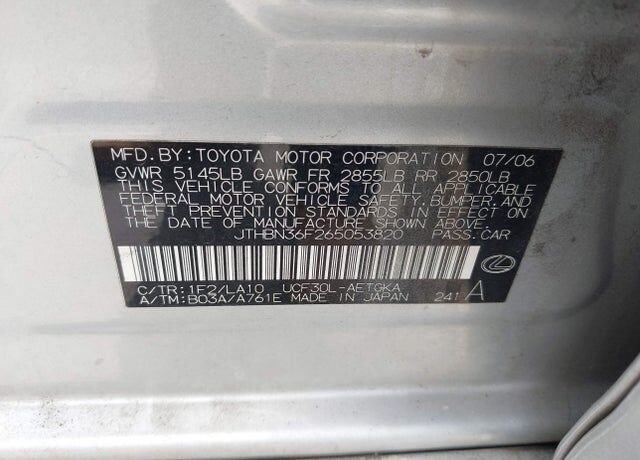 MFD.BY:TOYOTA MOTOR CORPORATION 07/06
GVWR 5145LB GAWR FR 2855LB RR 2850LB
THIS VEHICLE CONFORMS TO ALL APPLICABLE
FEDERAL MOTOR VEHICLE SAFETY,BUMPER,AND
THEFT PREVENTION STANDARDS IN EFFECT ON
THE DATE OF MANUFACTURE SHOWN ABOVE.
JTHBN36F265053820 PASS.CAR
C/TR:1F2/LA10 UCF30L-AETGKA
A/TM:B03A/A761E MADE IN JAPAN 241 A